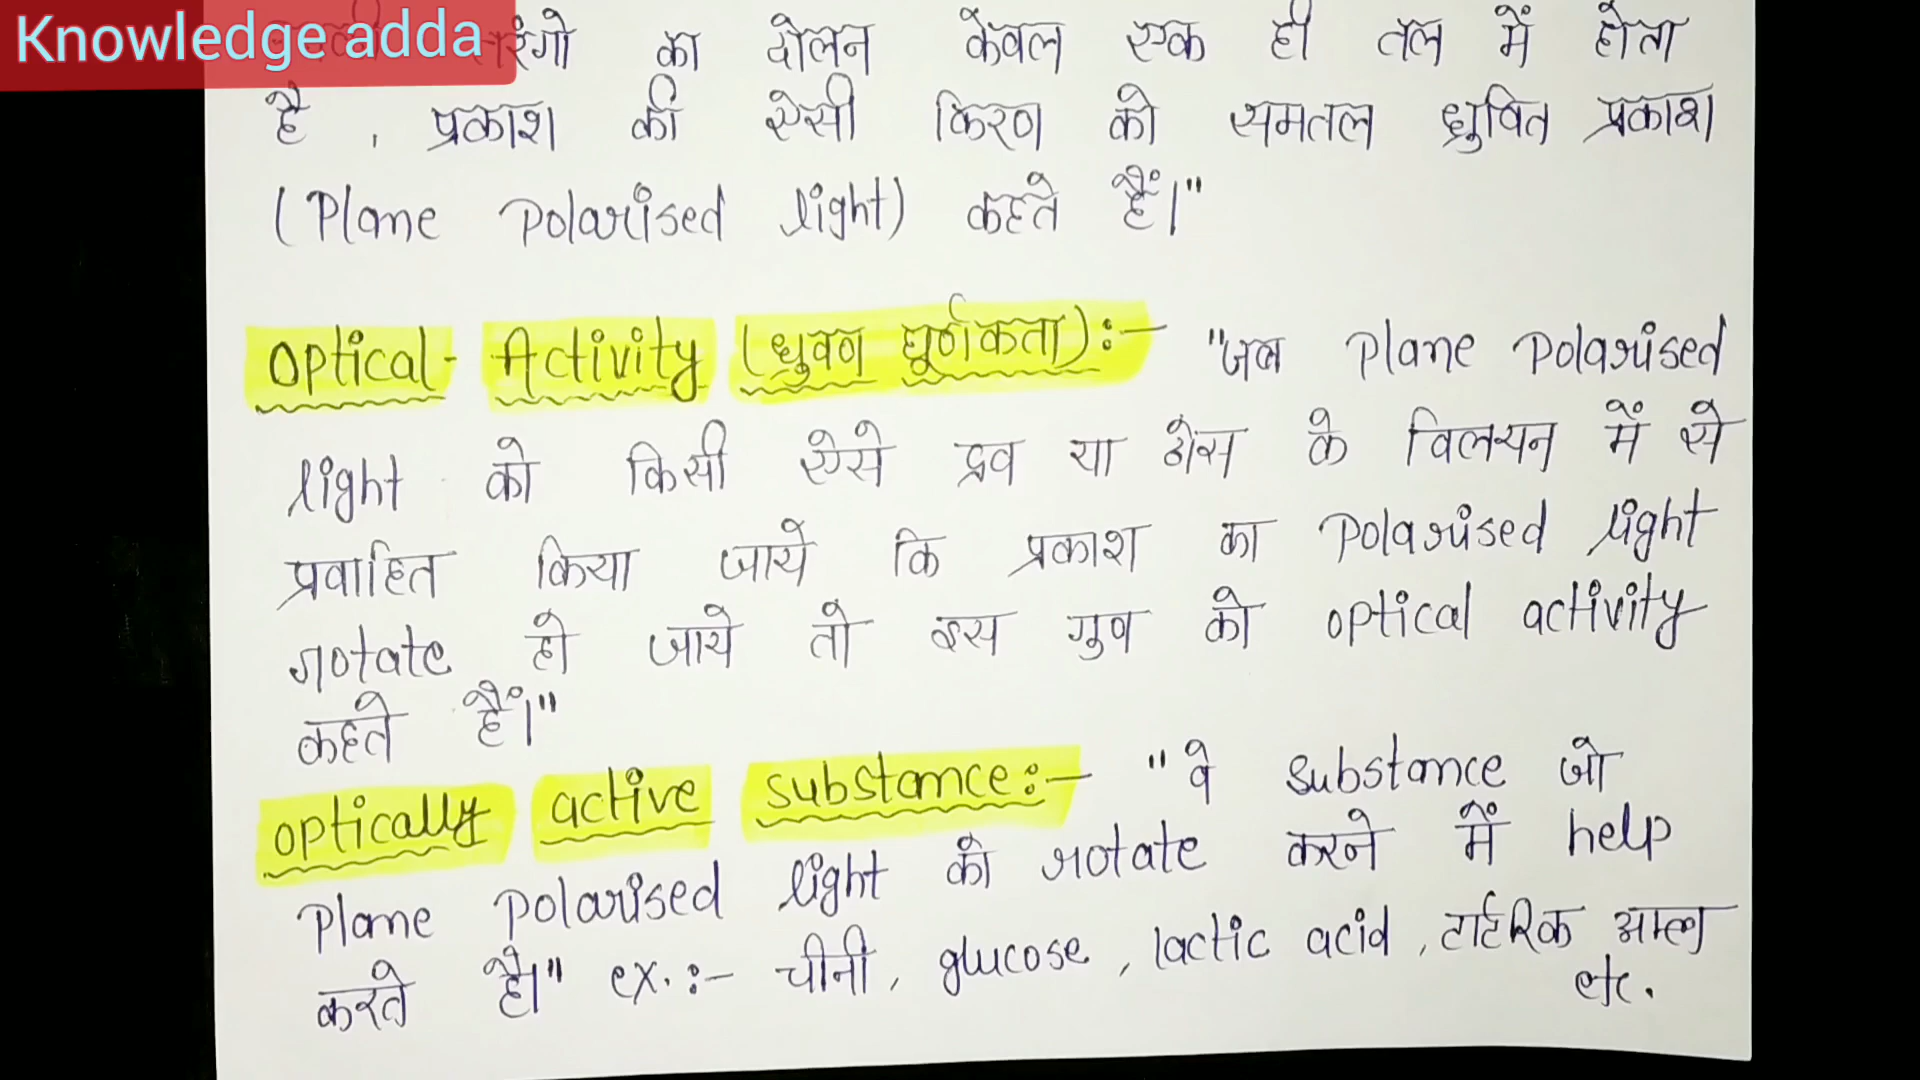 Knowledge adda
तरंगो का दोलन केवल एक ही तल में होता
है , प्रकाश की ऐसी किरण को समतल ध्रुवित प्रकाश
(Plane Polarised light) कहते हैं।"
Optical- Activity (ध्रुवण घूर्णकता):- "जब Plane Polarised
light को किसी ऐसे द्रव या ठोस के विलयन में से
प्रवाहित किया जाये कि प्रकाश का Polarised light
rotate हो जाये तो इस गुण को optical activity
कहते हैं।"
optically active substance:- "वे substance जो
Plane polarised light को rotate करने में help
करते है।" ex.:- चीनी, glucose, lactic acid, टार्टरिक अम्ल
etc.